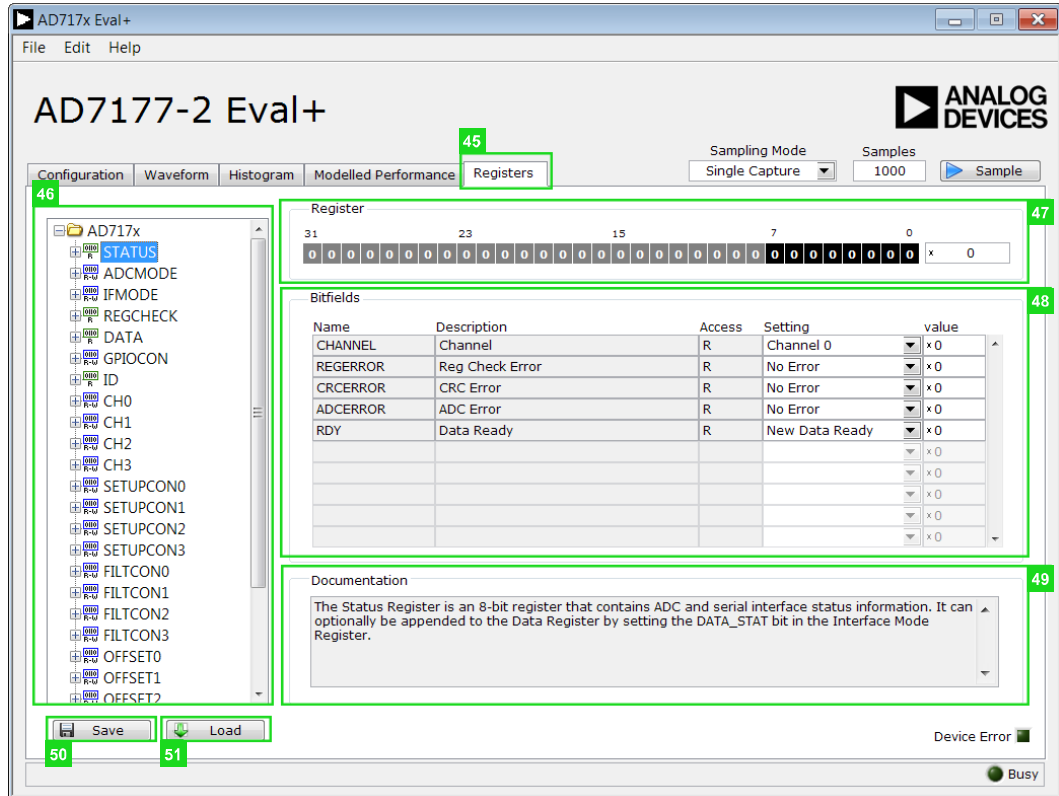 AD717x Eval+
File Edit Help
AD7177-2 Eval+
ANALOG
DEVICES
45
Sampling Mode Samples
Configuration Waveform Histogram Modelled Performance Registers
Single Capture 1000 Sample
46
AD717x
STATUS
ADCMODE
IFMODE
REGCHECK
DATA
GPIOCON
ID
CH0
CH1
CH2
CH3
SETUPCON0
SETUPCON1
SETUPCON2
SETUPCON3
FILTCON0
FILTCON1
FILTCON2
FILTCON3
OFFSET0
OFFSET1
OFFSET2
Register
47
31 23 15 7 0
0 0 0 0 0 0 0 0 0 0 0 0 0 0 0 0 0 0 0 0 0 0 0 0 0 0 0 0 0 0 0 0 x 0
Bitfields
48
Name Description Access Setting value
CHANNEL Channel R Channel 0 x 0
REGERROR Reg Check Error R No Error x 0
CRCERROR CRC Error R No Error x 0
ADCERROR ADC Error R No Error x 0
RDY Data Ready R New Data Ready x 0
x 0
x 0
x 0
x 0
x 0
Documentation
49
The Status Register is an 8-bit register that contains ADC and serial interface status information. It can
optionally be appended to the Data Register by setting the DATA_STAT bit in the Interface Mode
Register.
Save Load
50 51
Device Error
Busy